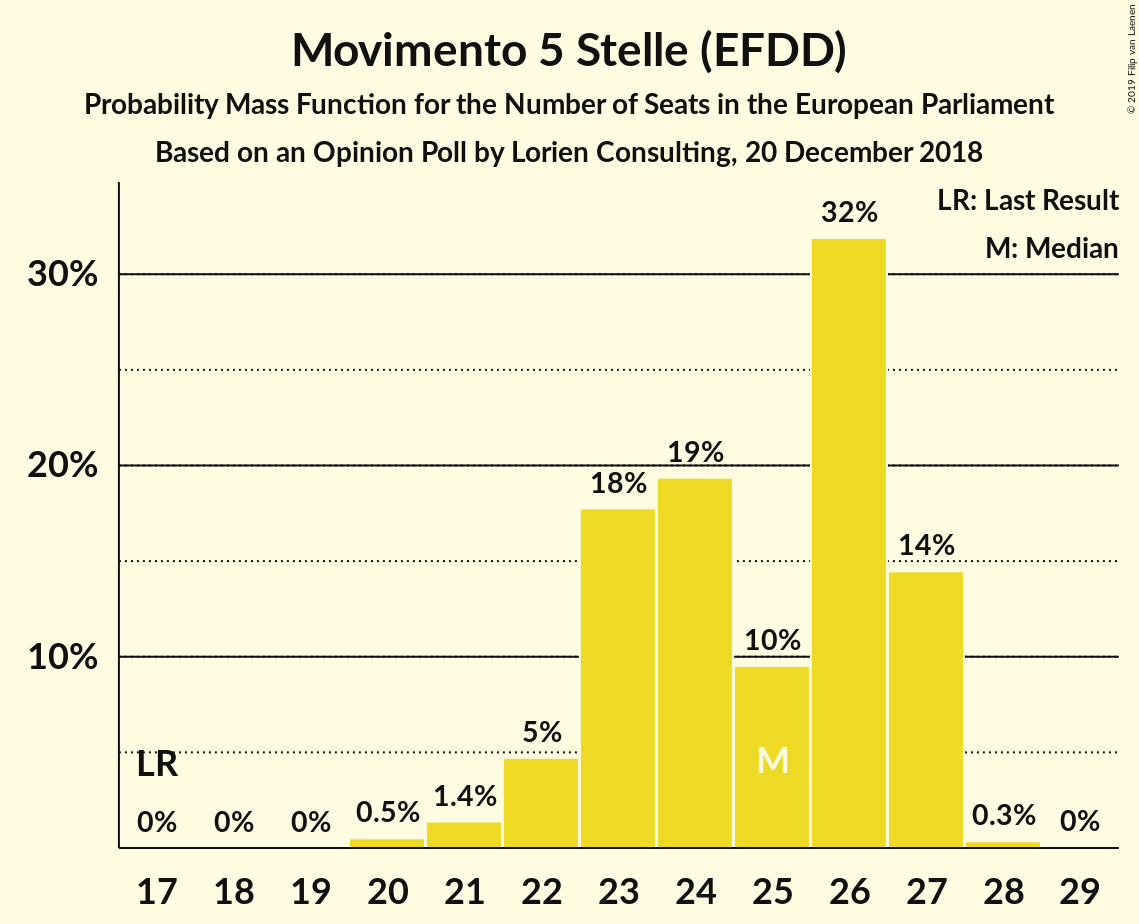 Movimento 5 Stelle (EFDD)
Probability Mass Function for the Number of Seats in the European Parliament
Based on an Opinion Poll by Lorien Consulting, 20 December 2018
© 2019 Filip van Laenen
LR: Last Result
M: Median
32%
30%
19%
20%
18%
14%
10%
10%
5%
M
LR
1.4%
0.5%
0.3%
0% 0% 0% 0%
17 18 19 20 21 22 23 24 25 26 27 28 29